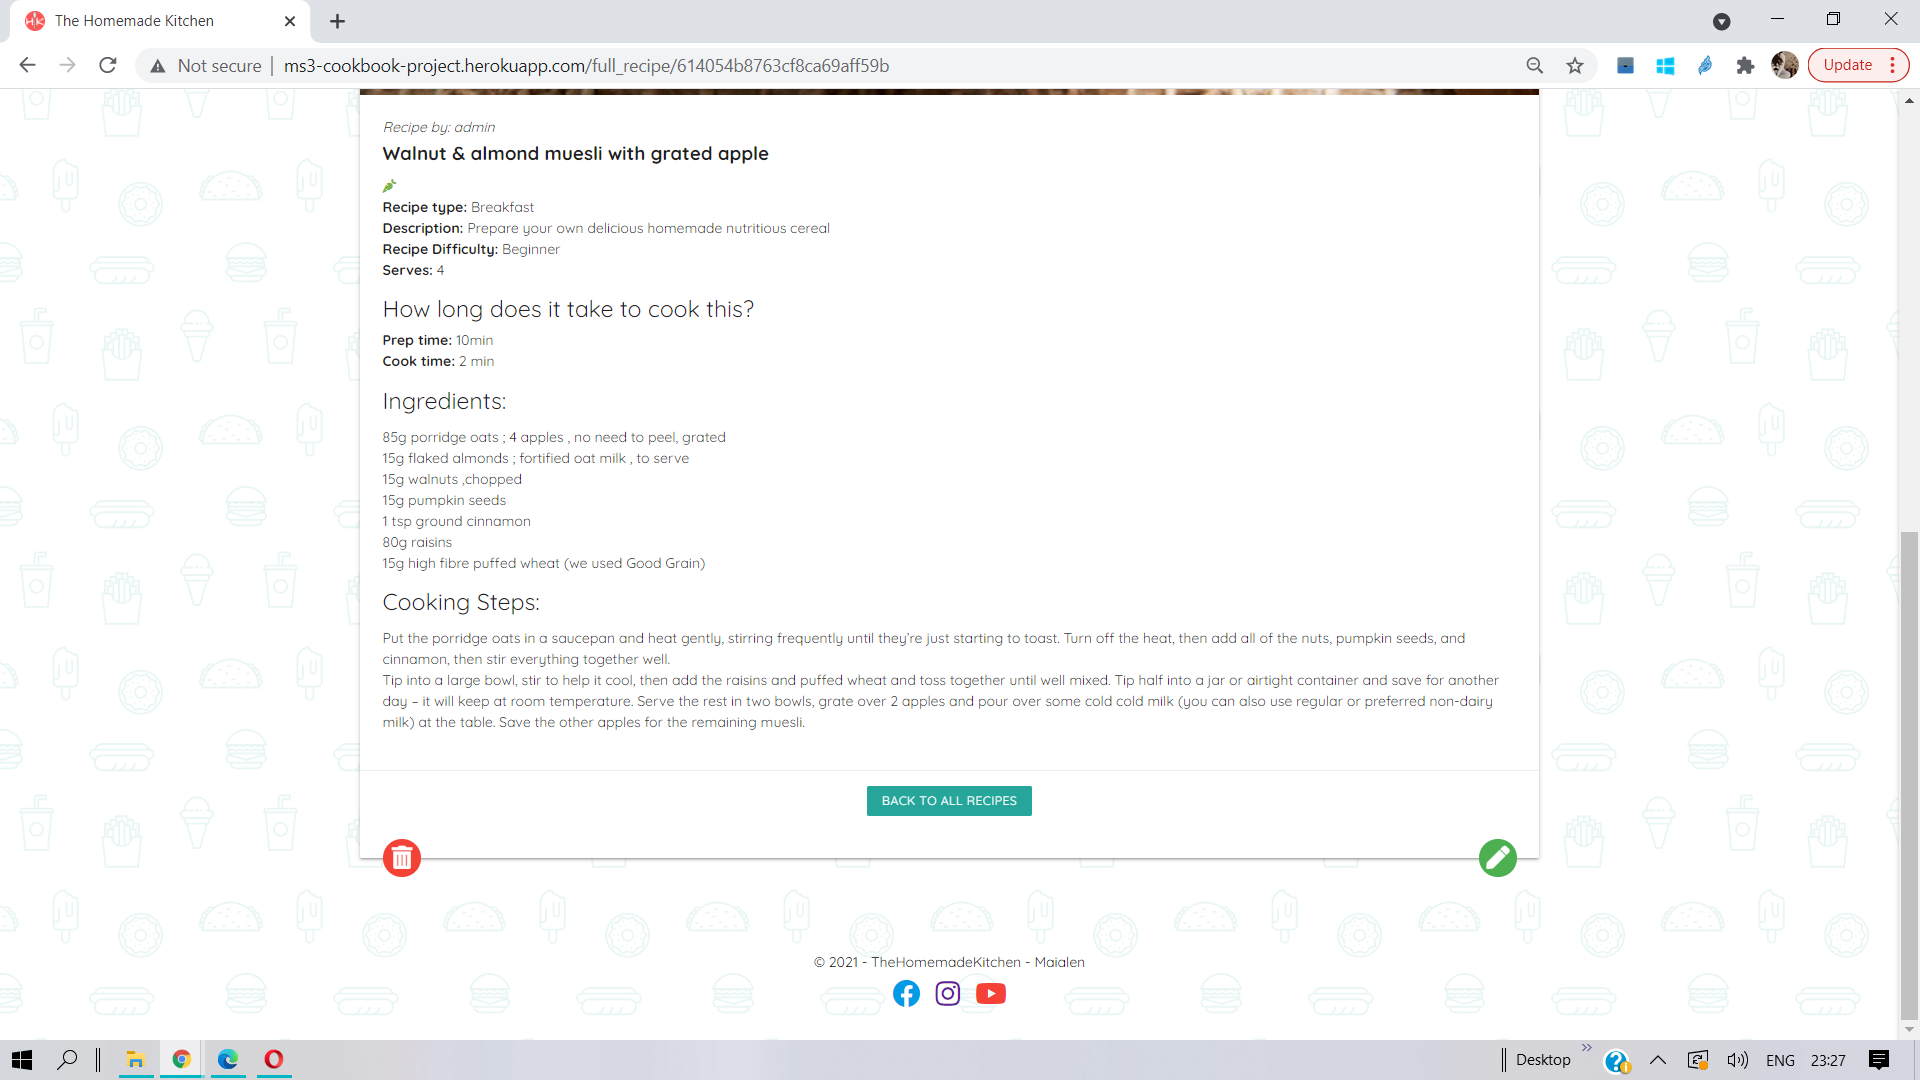 The Homemade Kitchen
Not secure
ms3-cookbook-project.herokuapp.com/full_recipe/614054b8763cf8ca69aff59b
Update
Recipe by: admin
Walnut & almond muesli with grated apple
Recipe type: Breakfast
Description: Prepare your own delicious homemade nutritious cereal
Recipe Difficulty: Beginner
Serves: 4
How long does it take to cook this?
Prep time: 10min
Cook time: 2 min
Ingredients:
85g porridge oats ; 4 apples , no need to peel, grated
15g flaked almonds ; fortified oat milk , to serve
15g walnuts ,chopped
15g pumpkin seeds
1 tsp ground cinnamon
80g raisins
15g high fibre puffed wheat (we used Good Grain)
Cooking Steps:
Put the porridge oats in a saucepan and heat gently, stirring frequently until they're just starting to toast. Turn off the heat, then add all of the nuts, pumpkin seeds, and
cinnamon, then stir everything together well.
Tip into a large bowl, stir to help it cool, then add the raisins and puffed wheat and toss together until well mixed. Tip half into a jar or airtight container and save for another
day – it will keep at room temperature. Serve the rest in two bowls, grate over 2 apples and pour over some cold cold milk (you can also use regular or preferred non-dairy
milk) at the table. Save the other apples for the remaining muesli.
BACK TO ALL RECIPES
© 2021 - TheHomemadeKitchen - Maialen
Desktop
ENG
23:27